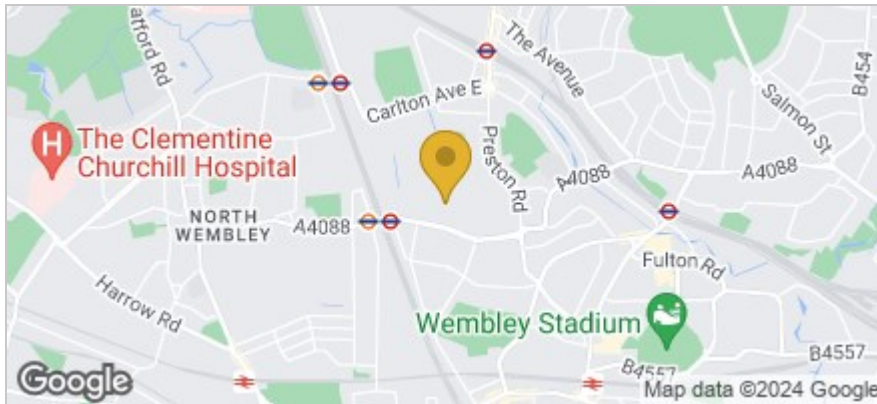 atford Rd
The Avenue
B454
Carlton Ave E
Salmon St
The Clementine
Churchill Hospital
Preston Rd
A4088
A4088
NORTH
WEMBLEY
A4088
Fulton Rd
Harrow Rd
Wembley Stadium
B4557
B4557
Google
Map data ©2024 Google